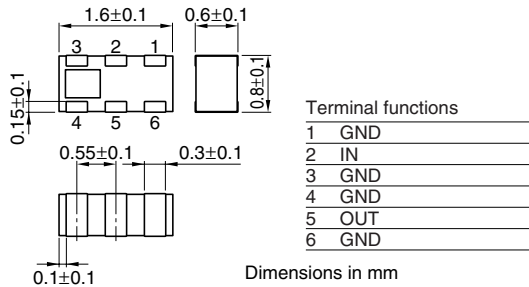 1.6±0.1
0.6±0.1
3 2 1
0.8±0.1
0.15±0.1
4 5 6
0.55±0.1
0.3±0.1
0.1±0.1
Terminal functions
1 GND
2 IN
3 GND
4 GND
5 OUT
6 GND
Dimensions in mm